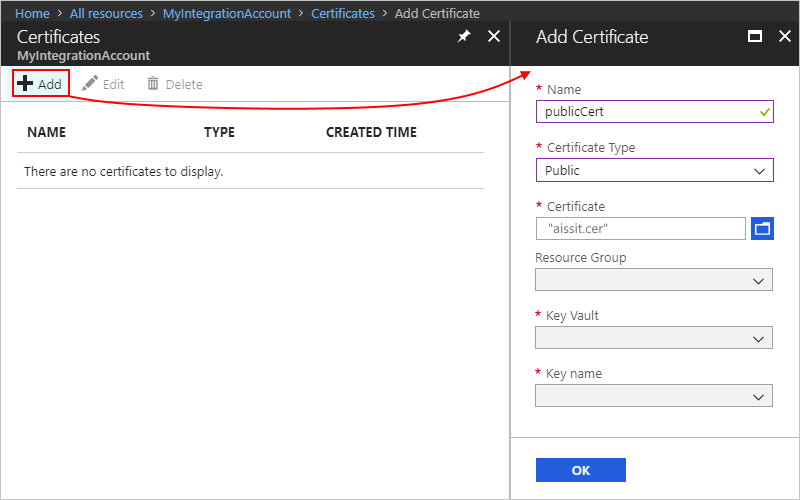 Home > All resources > MyIntegrationAccount > Certificates > Add Certificate
Certificates
MyIntegrationAccount
Add
Edit
Delete
NAME TYPE CREATED TIME
There are no certificates to display.
Add Certificate
* Name
publicCert
* Certificate Type
Public
* Certificate
"aissit.cer"
Resource Group
* Key Vault
* Key name
OK